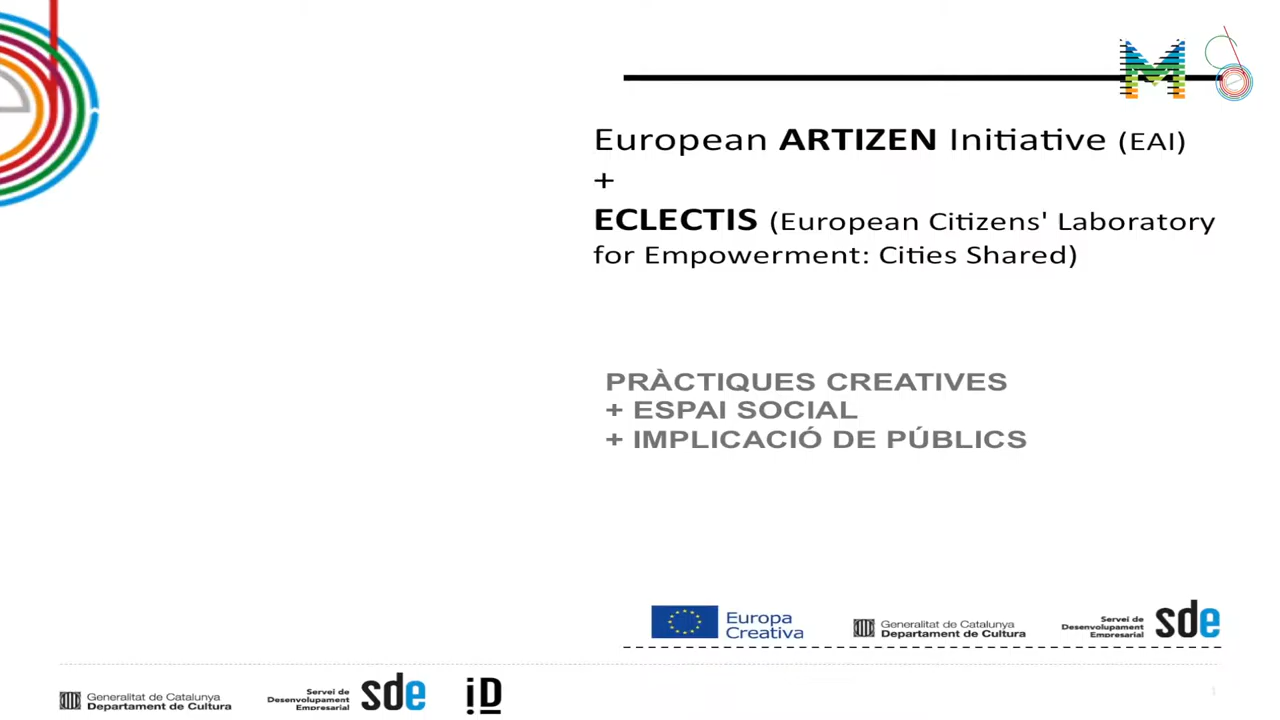 European ARTIZEN Initiative (EAI)
+
ECLECTIS (European Citizens' Laboratory
for Empowerment: Cities Shared)
PRÀCTIQUES CREATIVES
+ ESPAI SOCIAL
+ IMPLICACIÓ DE PÚBLICS
Europa
Creativa
Generalitat de Catalunya
Departament de Cultura
Servei de
Desenvolupament
Empresarial
sde
Generalitat de Catalunya
Departament de Cultura
Servei de
Desenvolupament
Empresarial
sde
iD
1